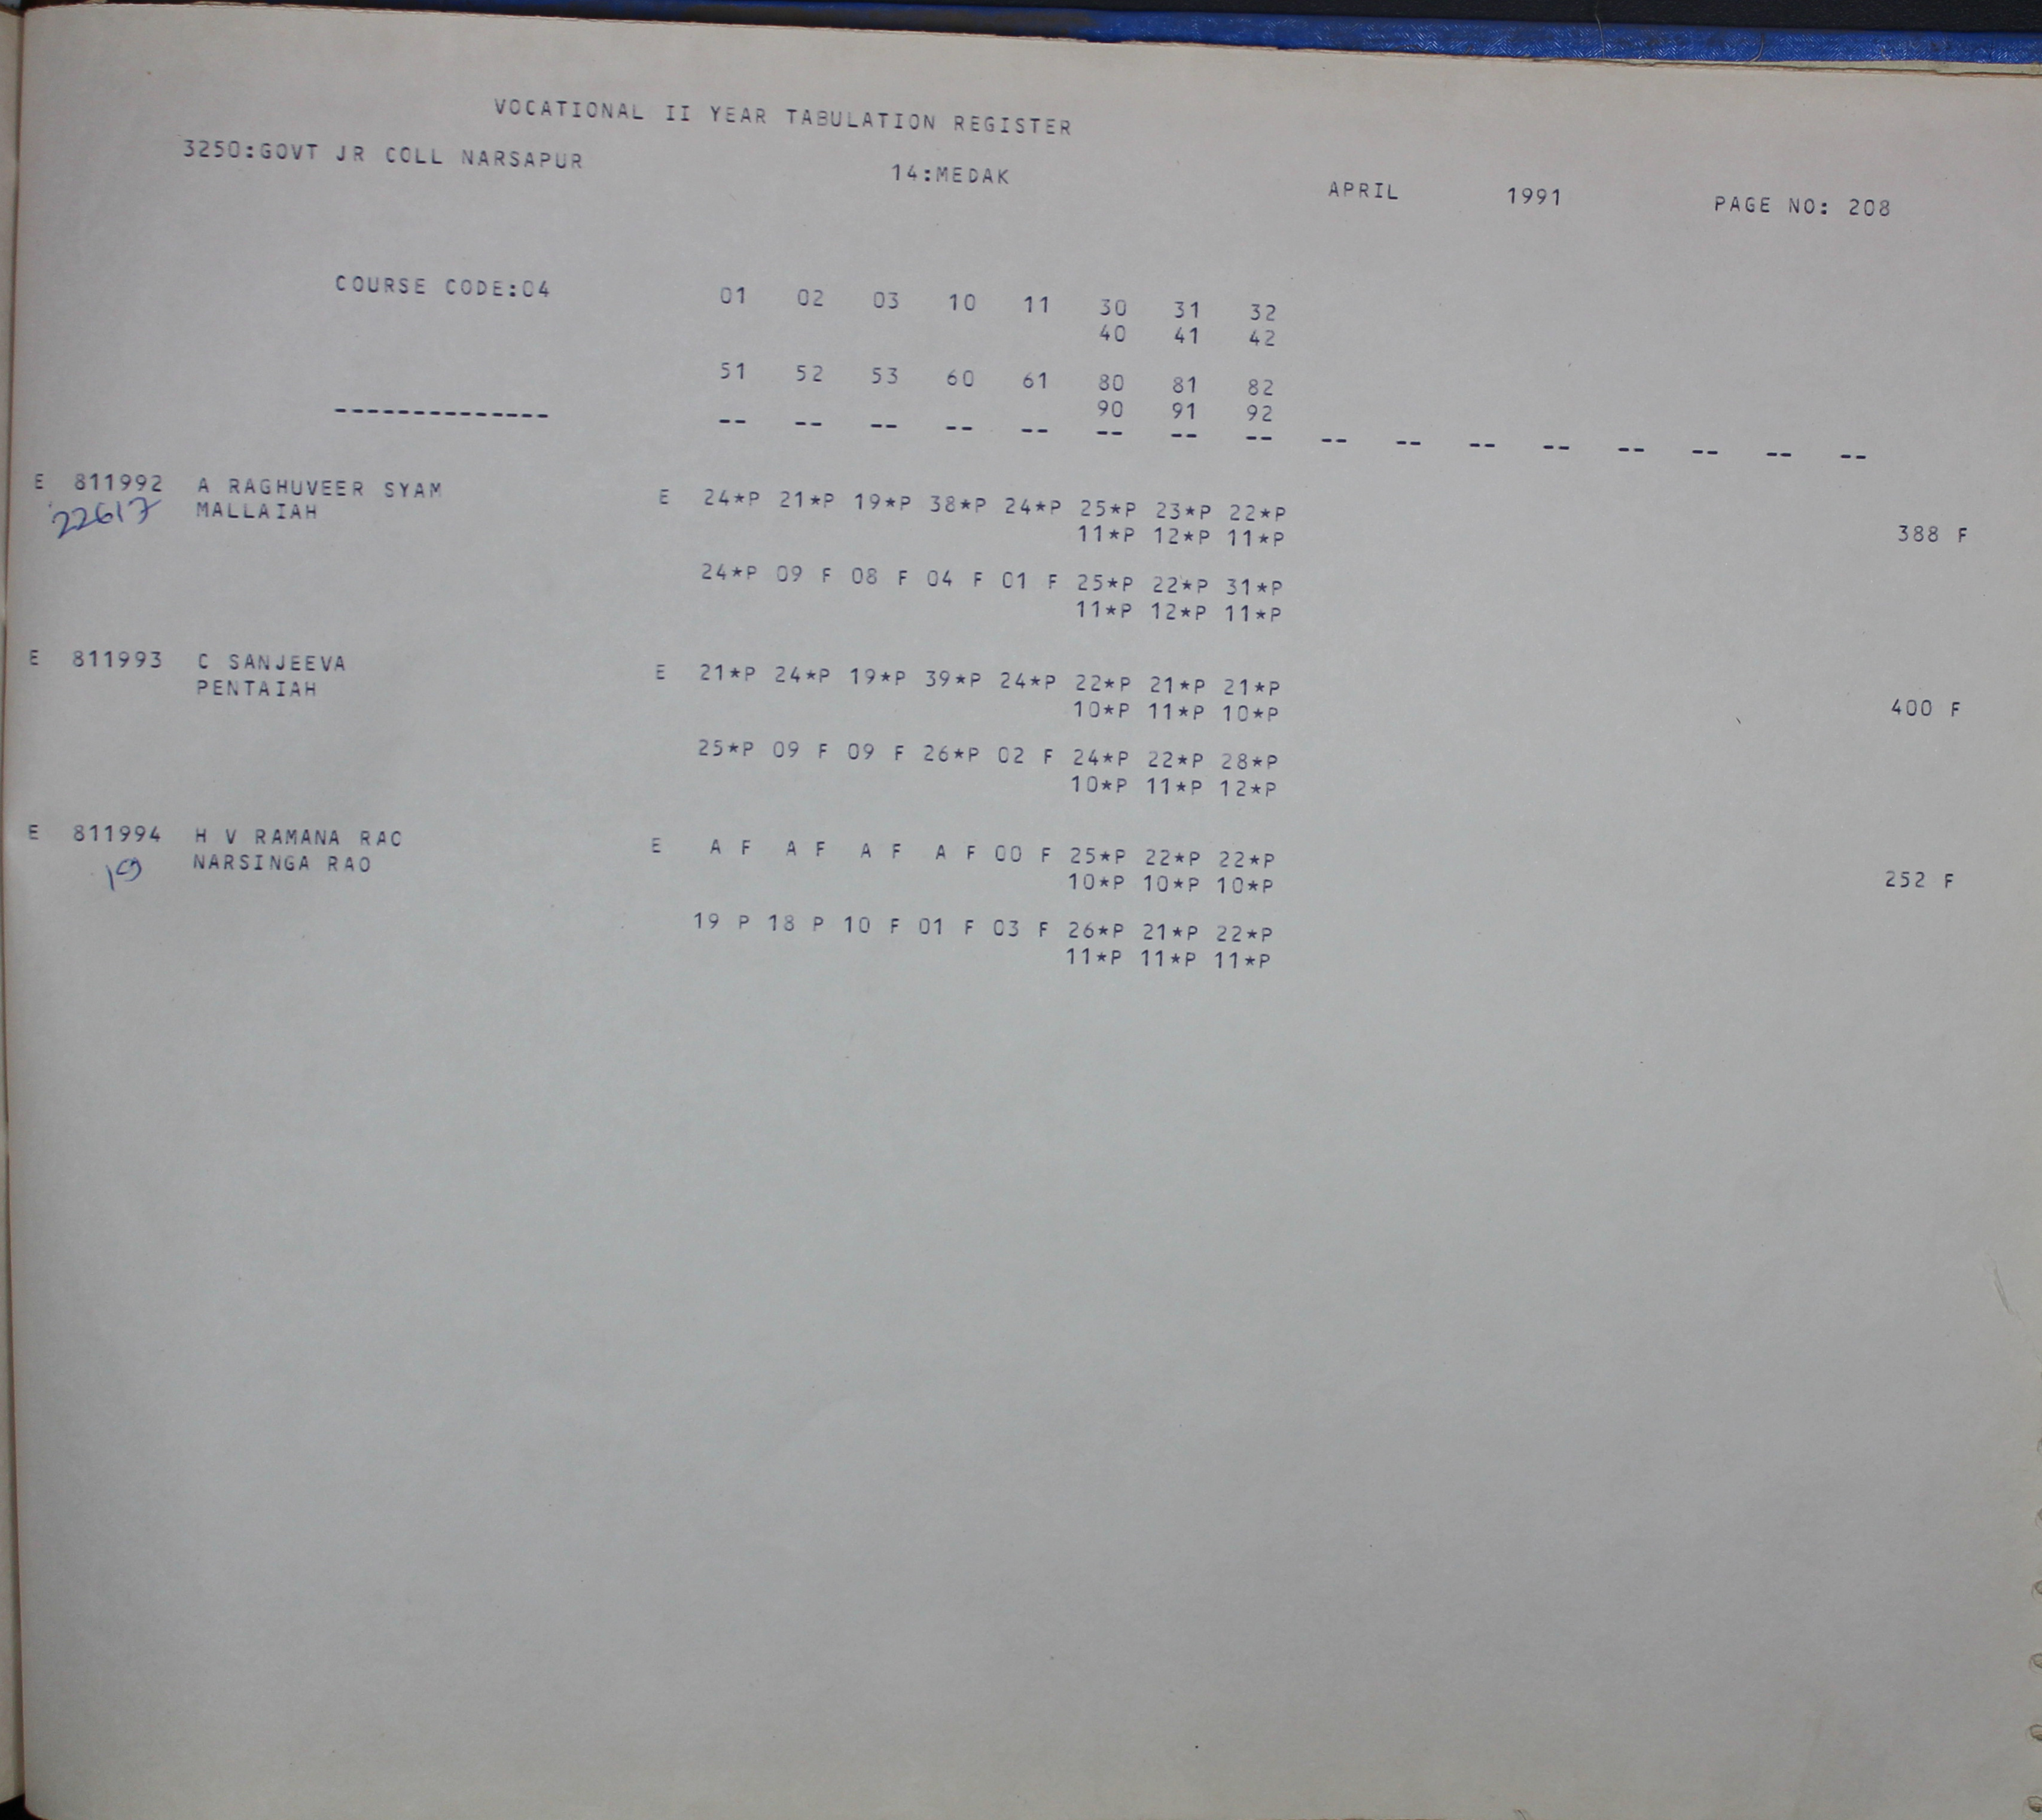 VOCATIONAL II YEAR TABULATION REGISTER
3250:GOVT JR COLL NARSAPUR 14:MEDAK APRIL 1991 PAGE NO: 208
COURSE CODE:04 01 02 03 10 11 30 31 32
40 41 42
51 52 53 60 61 80 81 82
90 91 92
-------------- -- -- -- -- -- -- -- -- -- -- -- -- -- -- -- --
E 811992 A RAGHUVEER SYAM E 24*P 21*P 19*P 38*P 24*P 25*P 23*P 22*P
22617 MALLAIAH 11*P 12*P 11*P 388 F
24*P 09 F 08 F 04 F 01 F 25*P 22*P 31*P
11*P 12*P 11*P
E 811993 C SANJEEVA E 21*P 24*P 19*P 39*P 24*P 22*P 21*P 21*P
PENTAIAH 10*P 11*P 10*P 400 F
25*P 09 F 09 F 26*P 02 F 24*P 22*P 28*P
10*P 11*P 12*P
E 811994 H V RAMANA RAO E A F A F A F A F 00 F 25*P 22*P 22*P
19 NARSINGA RAO 10*P 10*P 10*P 252 F
19 P 18 P 10 F 01 F 03 F 26*P 21*P 22*P
11*P 11*P 11*P